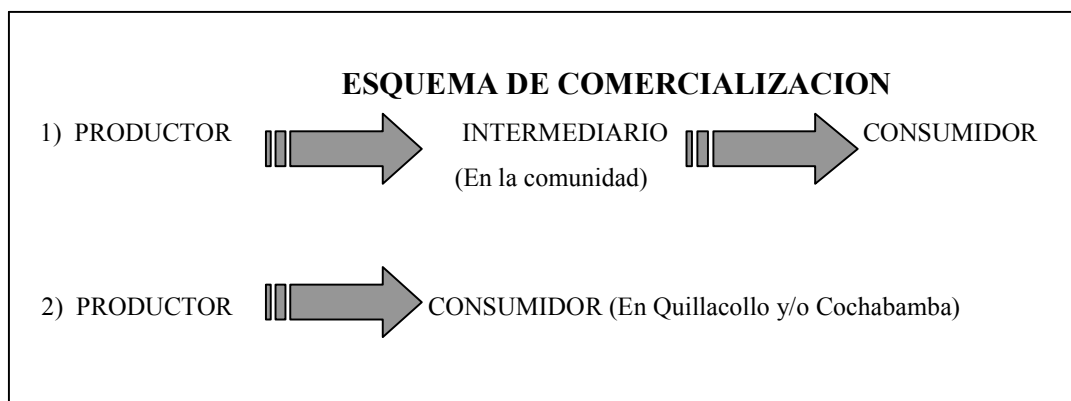 ESQUEMA DE COMERCIALIZACION
1) PRODUCTOR INTERMEDIARIO CONSUMIDOR
(En la comunidad)
2) PRODUCTOR CONSUMIDOR (En Quillacollo y/o Cochabamba)